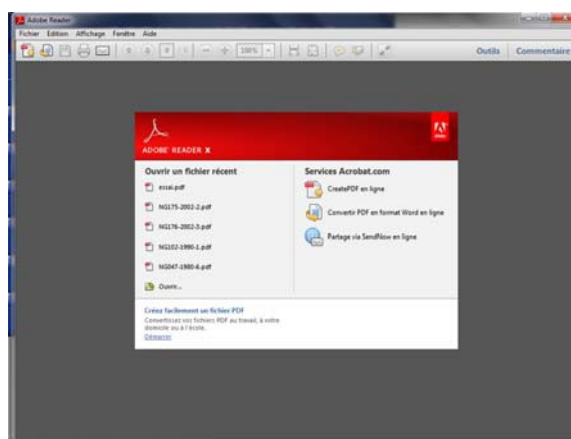 Adobe Reader
Fichier Edition Affichage Fenêtre Aide
100% Outils Commentaire
ADOBE® READER® X
Ouvrir un fichier récent
essai.pdf
NG175-2002-2.pdf
NG176-2002-3.pdf
NG102-1990-1.pdf
NG047-1980-6.pdf
Ouvrir...
Services Acrobat.com
CreatePDF en ligne
Convertir PDF en format Word en ligne
Partage via SendNow en ligne
Créez facilement un fichier PDF
Convertissez vos fichiers PDF au travail, à votre
domicile ou à l'école.
Démarrer